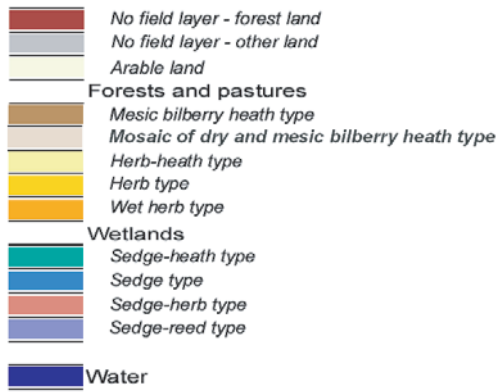 No field layer - forest land
No field layer - other land
Arable land
Forests and pastures
Mesic bilberry heath type
Mosaic of dry and mesic bilberry heath type
Herb-heath type
Herb type
Wet herb type
Wetlands
Sedge-heath type
Sedge type
Sedge-herb type
Sedge-reed type
Water